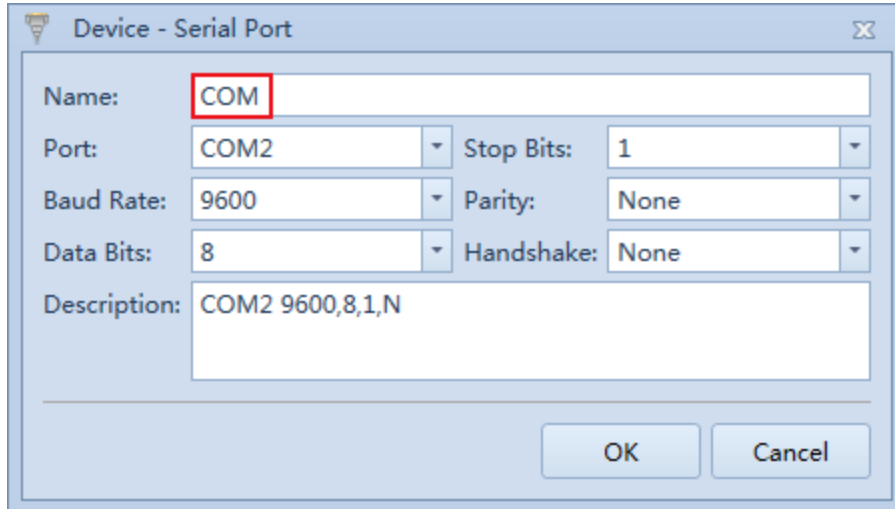 Device - Serial Port
Name: COM
Port: COM2 Stop Bits: 1
Baud Rate: 9600 Parity: None
Data Bits: 8 Handshake: None
Description: COM2 9600,8,1,N
OK Cancel